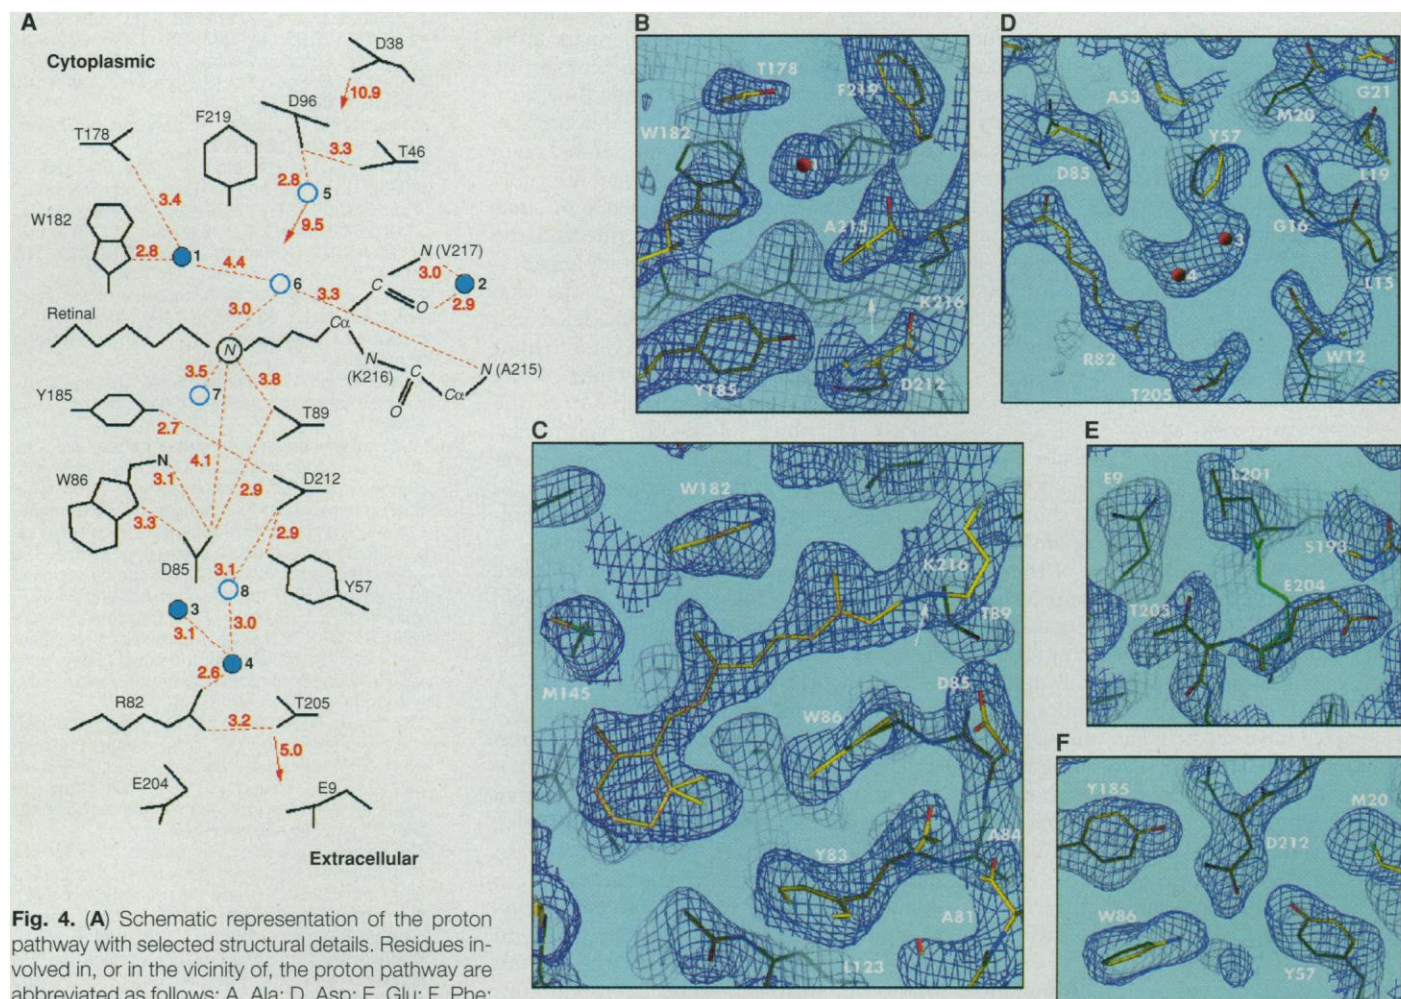 A
Cytoplasmic
D38
10.9
D96
F219
T178
3.3
T46
2.8
5
3.4
9.5
W182
2.8
1
4.4
N (V217)
3.0
2
6
3.3
O
2.9
C
3.0
Retinal
Cα
N
N
C
N (A215)
3.5
3.8
(K216)
7
O
Cα
Y185
T89
2.7
N
4.1
W86
3.1
D212
2.9
3.3
2.9
D85
3.1
Y57
8
3
3.1
3.0
4
2.6
R82
T205
3.2
5.0
E204
E9
Extracellular
Fig. 4. (A) Schematic representation of the proton
pathway with selected structural details. Residues in-
volved in, or in the vicinity of, the proton pathway are
abbreviated as follows: A, Ala; D, Asp; E, Glu; F, Phe;
B
T178
F219
W182
1
A215
K216
Y185
D212
C
W182
K216
T89
M145
D85
W86
Y83
A84
A81
L123
D
G21
A53
M20
Y57
D85
L19
G16
3
4
L15
R82
W12
T205
E
E9
L201
S193
E204
T205
F
Y185
M20
D212
W86
Y57